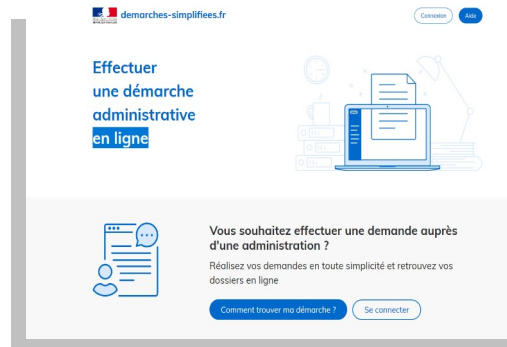 demarches-simplifiees.fr
Connexion
Aide
Effectuer
une démarche
administrative
en ligne
Vous souhaitez effectuer une demande auprès
d'une administration ?
Réalisez vos demandes en toute simplicité et retrouvez vos
dossiers en ligne
Comment trouver ma démarche ?
Se connecter